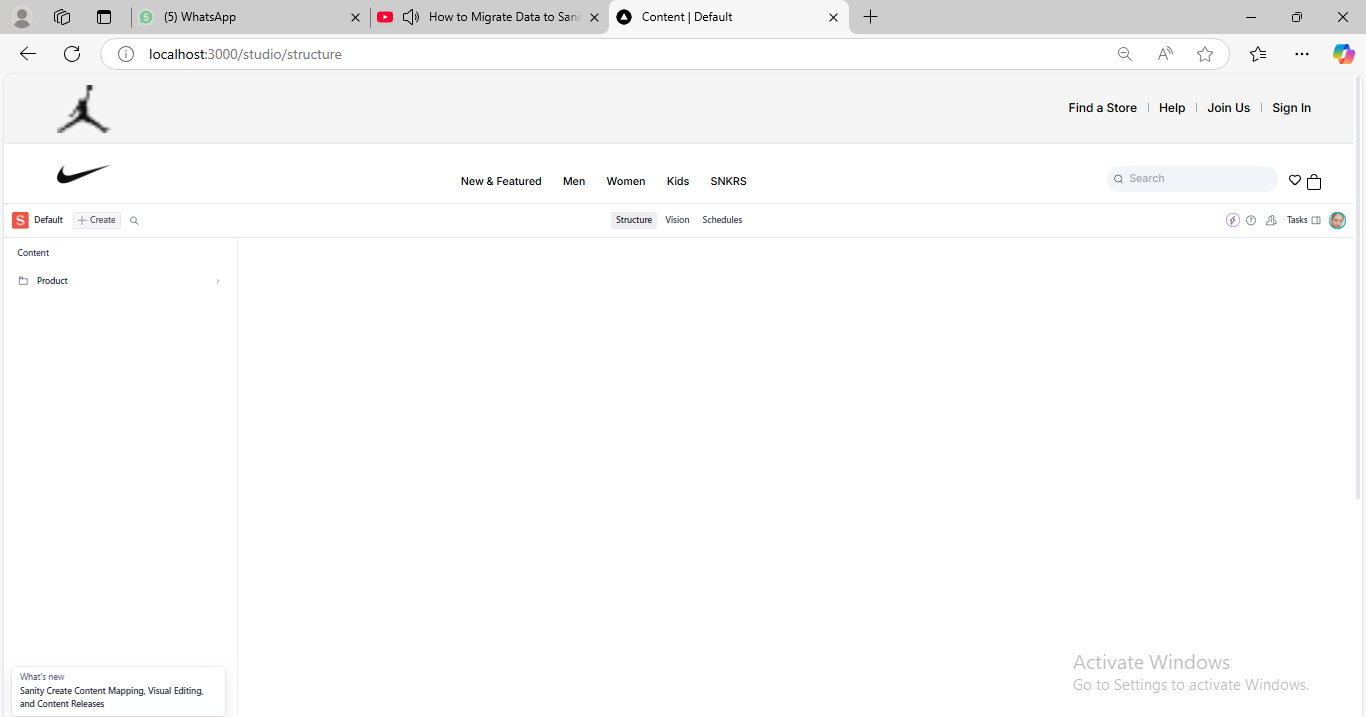 5 (5) WhatsApp
How to Migrate Data to Sani
Content | Default
localhost:3000/studio/structure
Find a Store | Help | Join Us | Sign In
New & Featured Men Women Kids SNKRS
Search
S Default + Create
Structure Vision Schedules
Tasks
Content
Product
What's new
Sanity Create Content Mapping, Visual Editing,
and Content Releases
Activate Windows
Go to Settings to activate Windows.